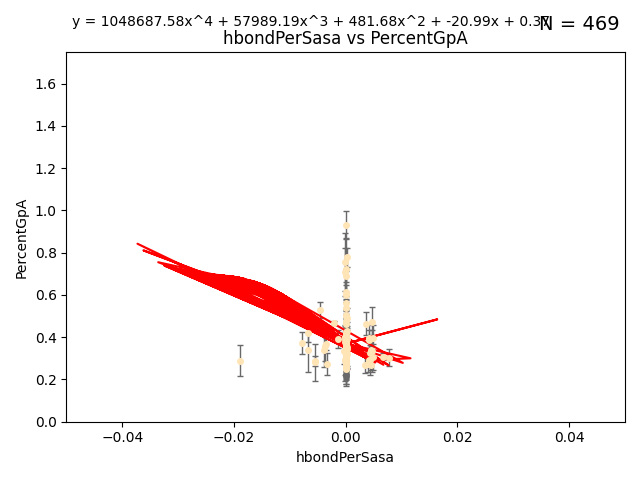 y = 1048687.58x^4 + 57989.19x^3 + 481.68x^2 + -20.99x + 0.37
N = 469
hbondPerSasa vs PercentGpA
1.6
1.4
1.2
1.0
0.8
0.6
0.4
0.2
0.0
PercentGpA
−0.04
−0.02
0.00
0.02
0.04
hbondPerSasa